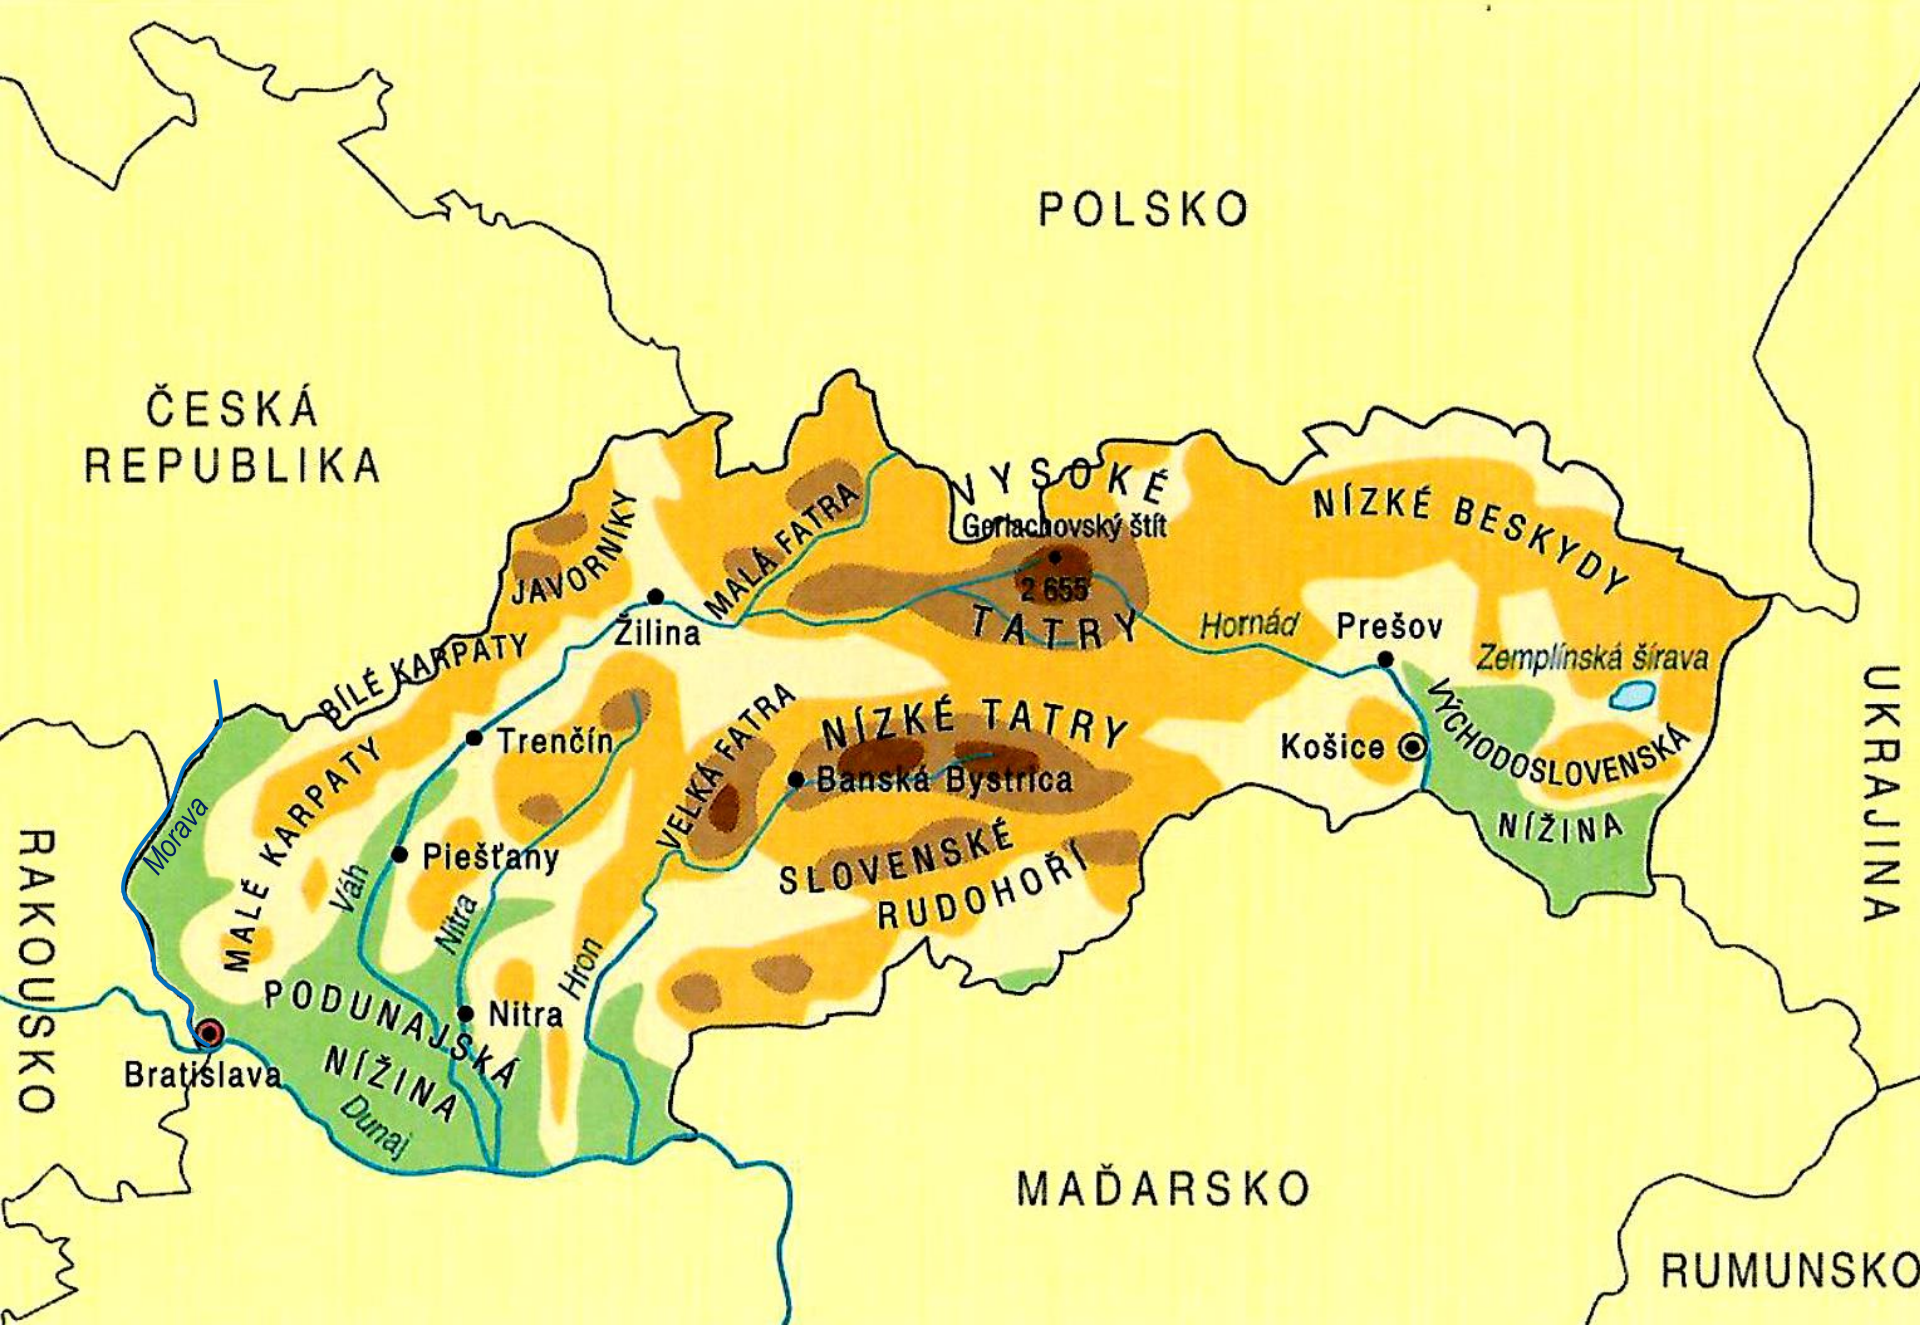 POLSKO
ČESKÁ
REPUBLIKA
VYSOKÉ
Gerlachovský štít
2 655
TATRY
NÍZKÉ BESKYDY
JAVORNÍKY
MALÁ FATRA
Žilina
Hornád
Prešov
Zemplínská šírava
BÍLÉ KARPATY
UKRAJINA
Trenčín
VELKÁ FATRA
NÍZKÉ TATRY
Košice
VÝCHODOSLOVENSKÁ
NÍŽINA
Banská Bystrica
MALÉ KARPATY
Morava
Piešťany
Váh
Nitra
SLOVENSKÉ
RUDOHOŘÍ
RAKOUSKO
Hron
PODUNAJSKÁ
NÍŽINA
Nitra
Bratislava
Dunaj
MAĎARSKO
RUMUNSKO